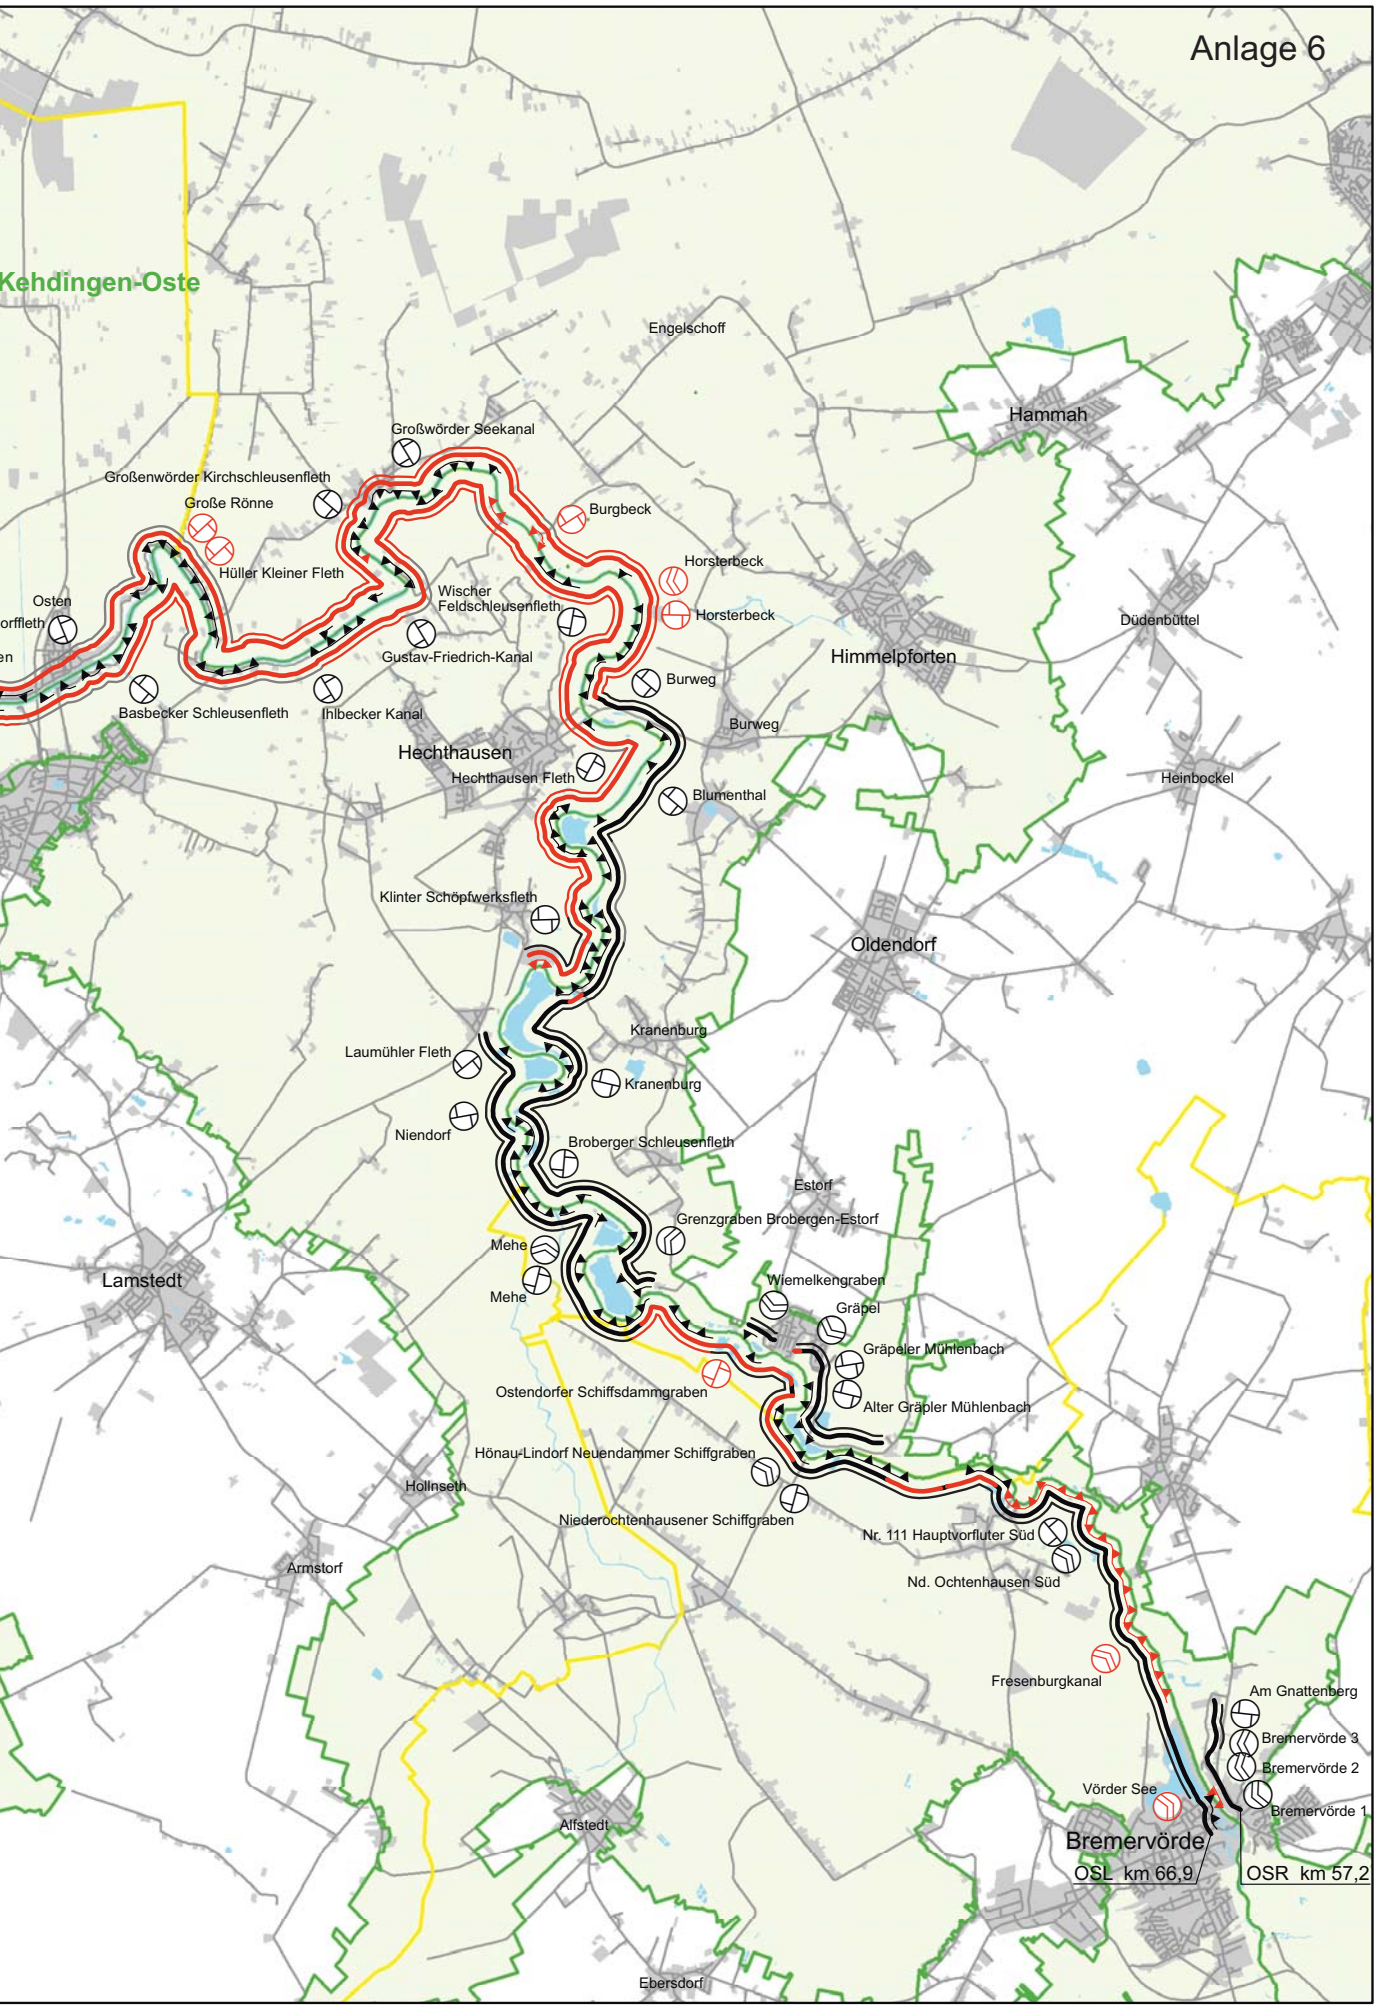 Anlage 6
Kehdingen-Oste
Engelschoff
Hammah
Großwörder Seekanal
Großenwörder Kirchschleusenfleth
Große Rönne
Burgbeck
Horsterbeck
Hüller Kleiner Fleth
Wischer
Feldschleusenfleth
Osten
orffleth
Horsterbeck
Düdenbüttel
en
Gustav-Friedrich-Kanal
Himmelpforten
Burweg
Basbecker Schleusenfleth
Ihlbecker Kanal
Burweg
Hechthausen
Hechthausen Fleth
Heinbockel
Blumenthal
Klinter Schöpfwerksfleth
Oldendorf
Kranenburg
Laumühler Fleth
Kranenburg
Niendorf
Broberger Schleusenfleth
Estorf
Grenzgraben Brobergen-Estorf
Mehe
Lamstedt
Wiemelkengraben
Mehe
Gräpel
Gräpeler Mühlenbach
Ostendorfer Schiffsdammgraben
Alter Gräpler Mühlenbach
Hönau-Lindorf Neuendammer Schiffgraben
Hollnseth
Niederochtenhausener Schiffgraben
Nr. 111 Hauptvorfluter Süd
Armstorf
Nd. Ochtenhausen Süd
Fresenburgkanal
Am Gnattenberg
Bremervörde 3
Bremervörde 2
Vörder See
Bremervörde 1
Alfstedt
Bremervörde
OSL km 66,9
OSR km 57,2
Ebersdorf